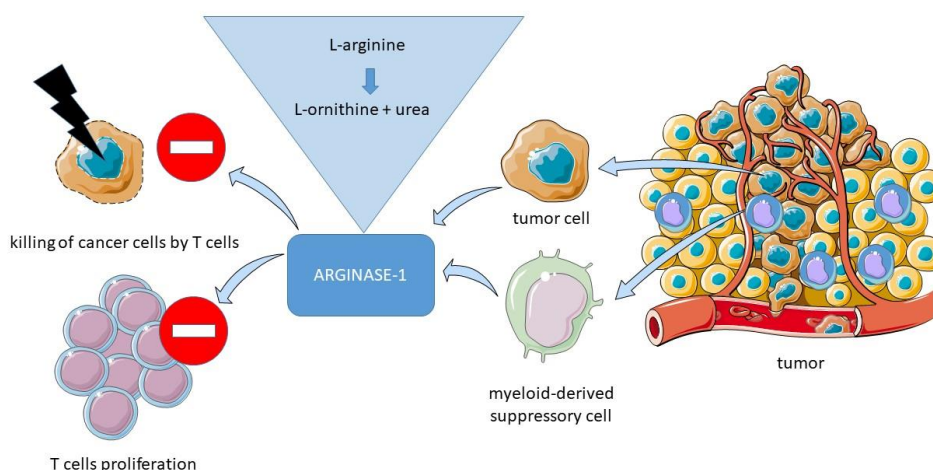 L-arginine
L-ornithine + urea
killing of cancer cells by T cells
tumor cell
ARGINASE-1
tumor
myeloid-derived
suppressory cell
T cells proliferation